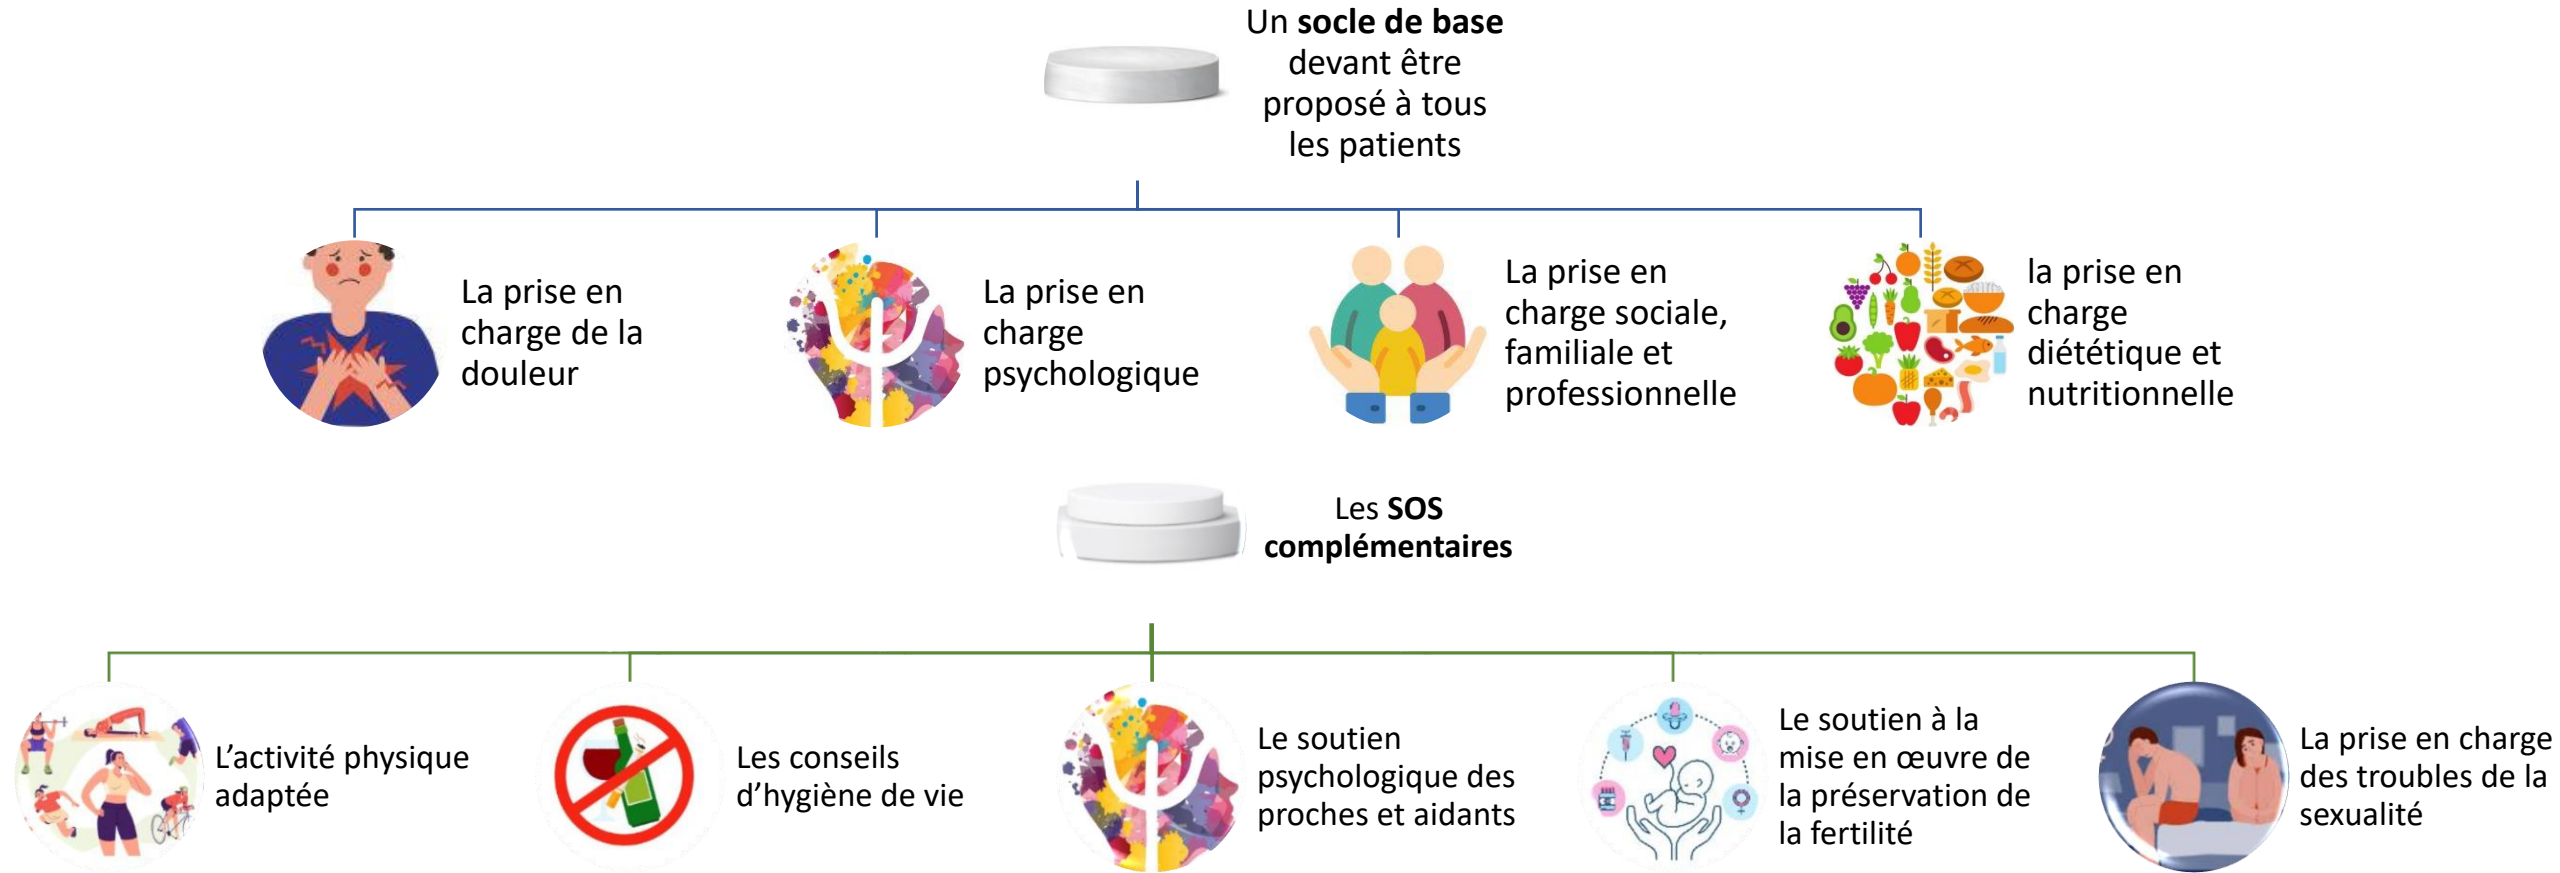 Un socle de base
devant être
proposé à tous
les patients
La prise en
charge de la
douleur
La prise en
charge
psychologique
La prise en
charge sociale,
familiale et
professionnelle
la prise en
charge
diététique et
nutritionnelle
Les SOS
complémentaires
L’activité physique
adaptée
Les conseils
d’hygiène de vie
Le soutien
psychologique des
proches et aidants
Le soutien à la
mise en œuvre de
la préservation de
la fertilité
La prise en charge
des troubles de la
sexualité